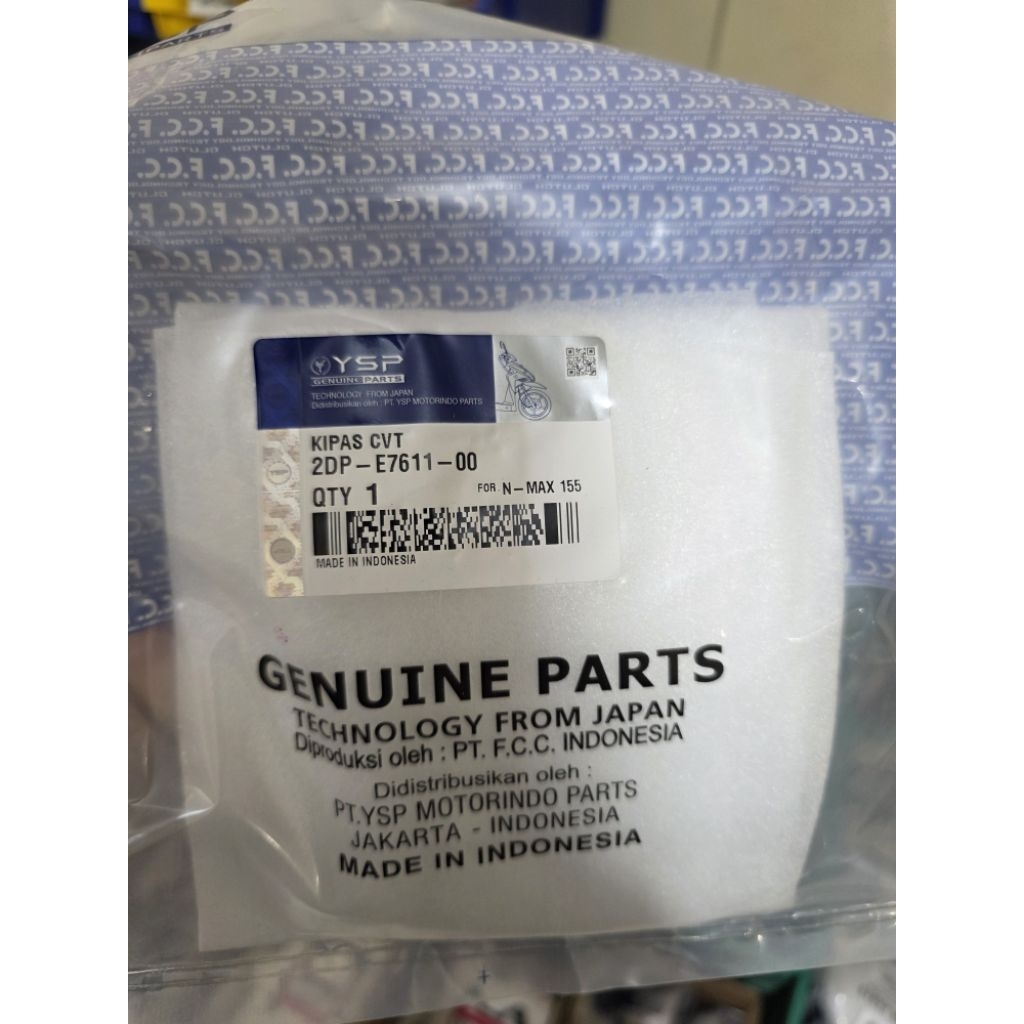 PARTS
F.C.C. F.C.C. F.C.C. F.C.C. F.C.C. F.C.C.
YSP
GENUINE PARTS
TECHNOLOGY FROM JAPAN
Didistribusikan oleh : PT. YSP MOTORINDO PARTS
KIPAS CVT
2DP-E7611-00
QTY 1 FOR. N-MAX 155
MADE IN INDONESIA
GENUINE PARTS
TECHNOLOGY FROM JAPAN
Diproduksi oleh : PT. F.C.C. INDONESIA
Didistribusikan oleh :
PT.YSP MOTORINDO PARTS
JAKARTA - INDONESIA
MADE IN INDONESIA